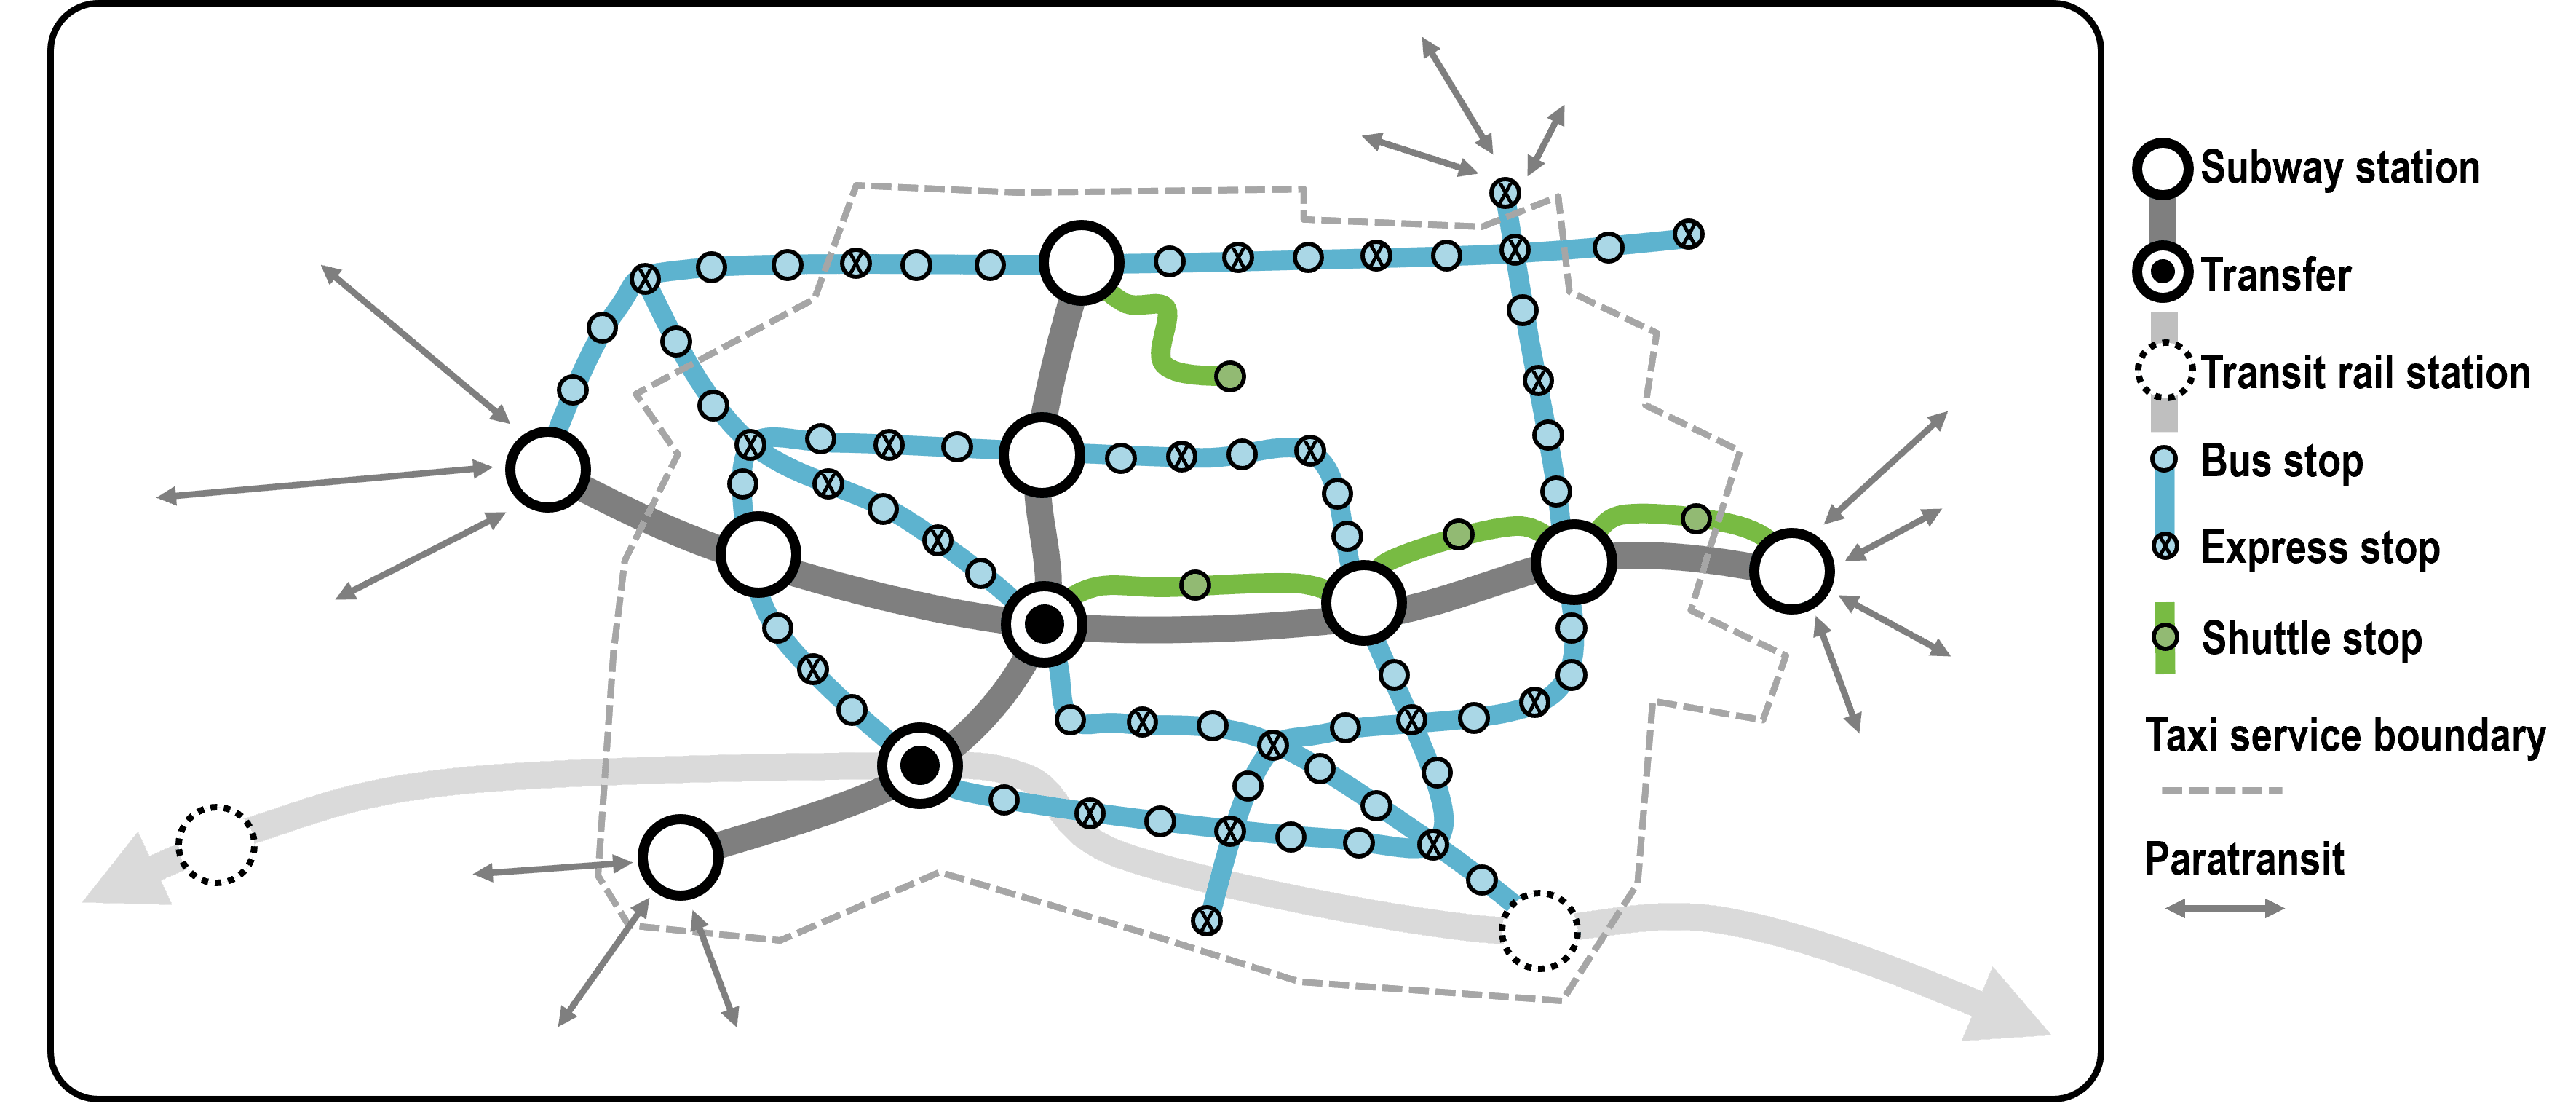 Subway station
Transfer
Transit rail station
Bus stop
Express stop
Shuttle stop
Taxi service boundary
Paratransit